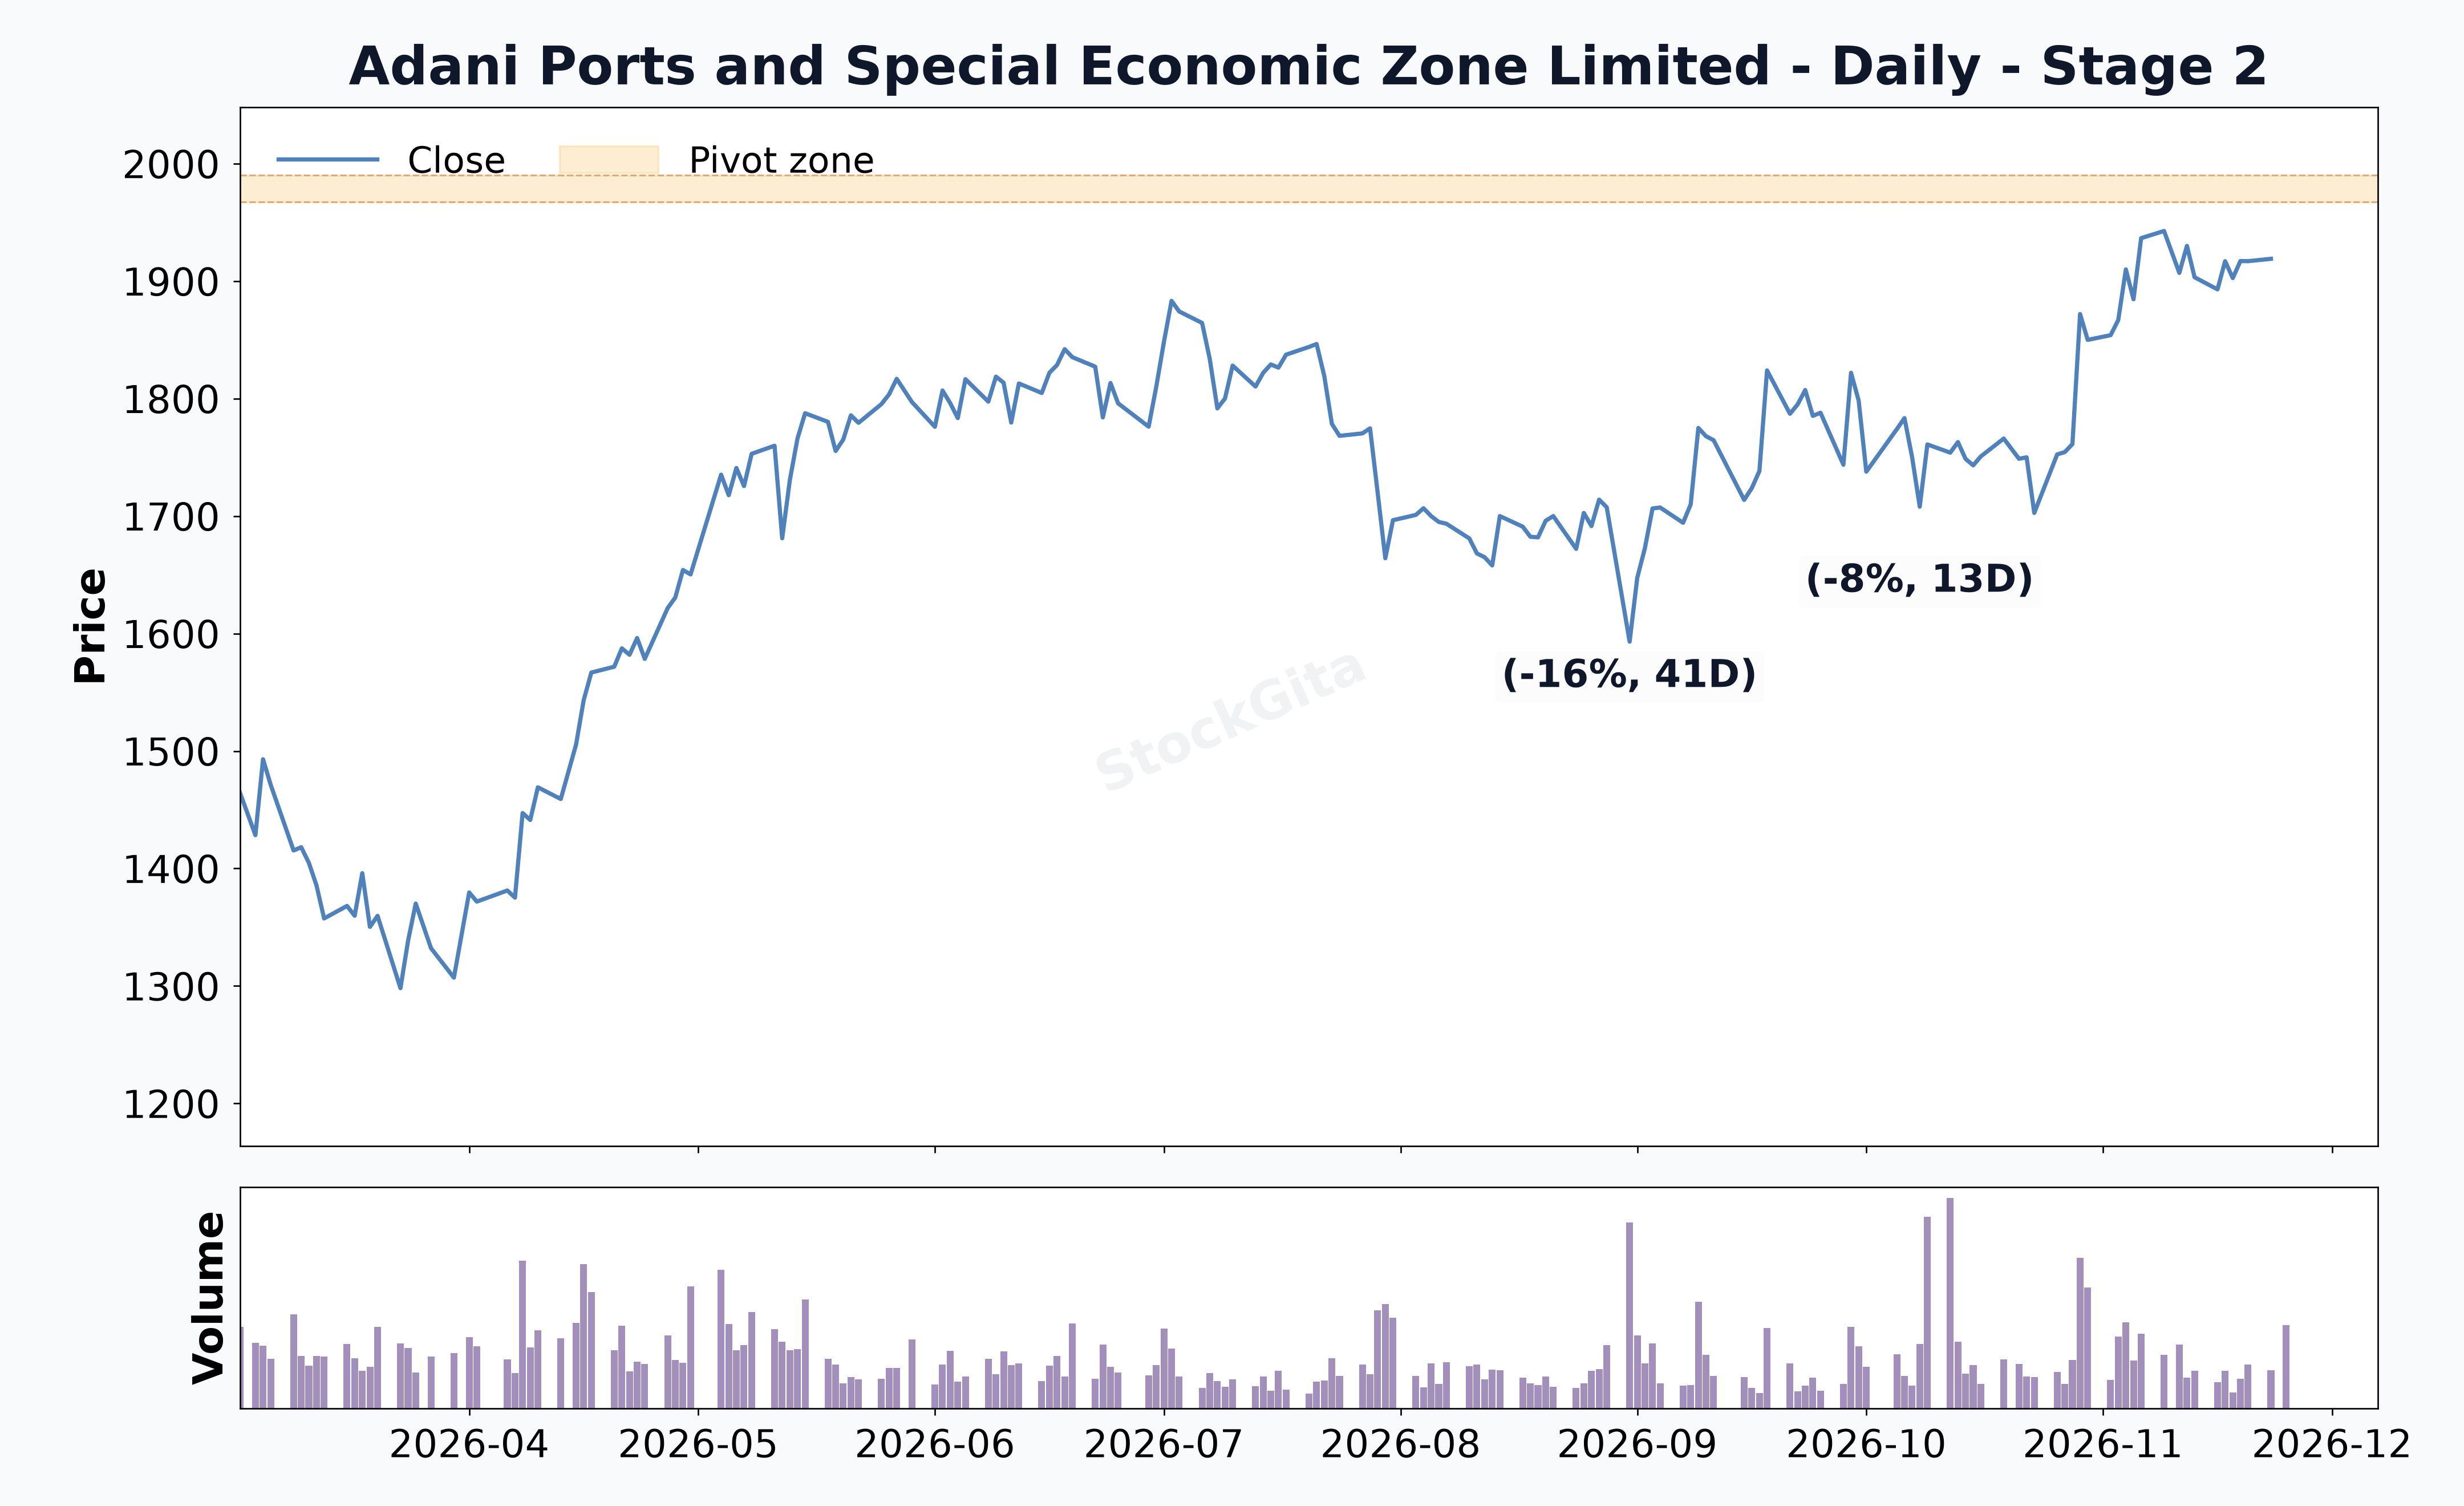 Adani Ports and Special Economic Zone Limited - Daily - Stage 2
Close
Pivot zone
2000
1900
1800
1700
1600
1500
1400
1300
1200
Price
(-8%, 13D)
(-16%, 41D)
StockGita
Volume
2026-04
2026-05
2026-06
2026-07
2026-08
2026-09
2026-10
2026-11
2026-12